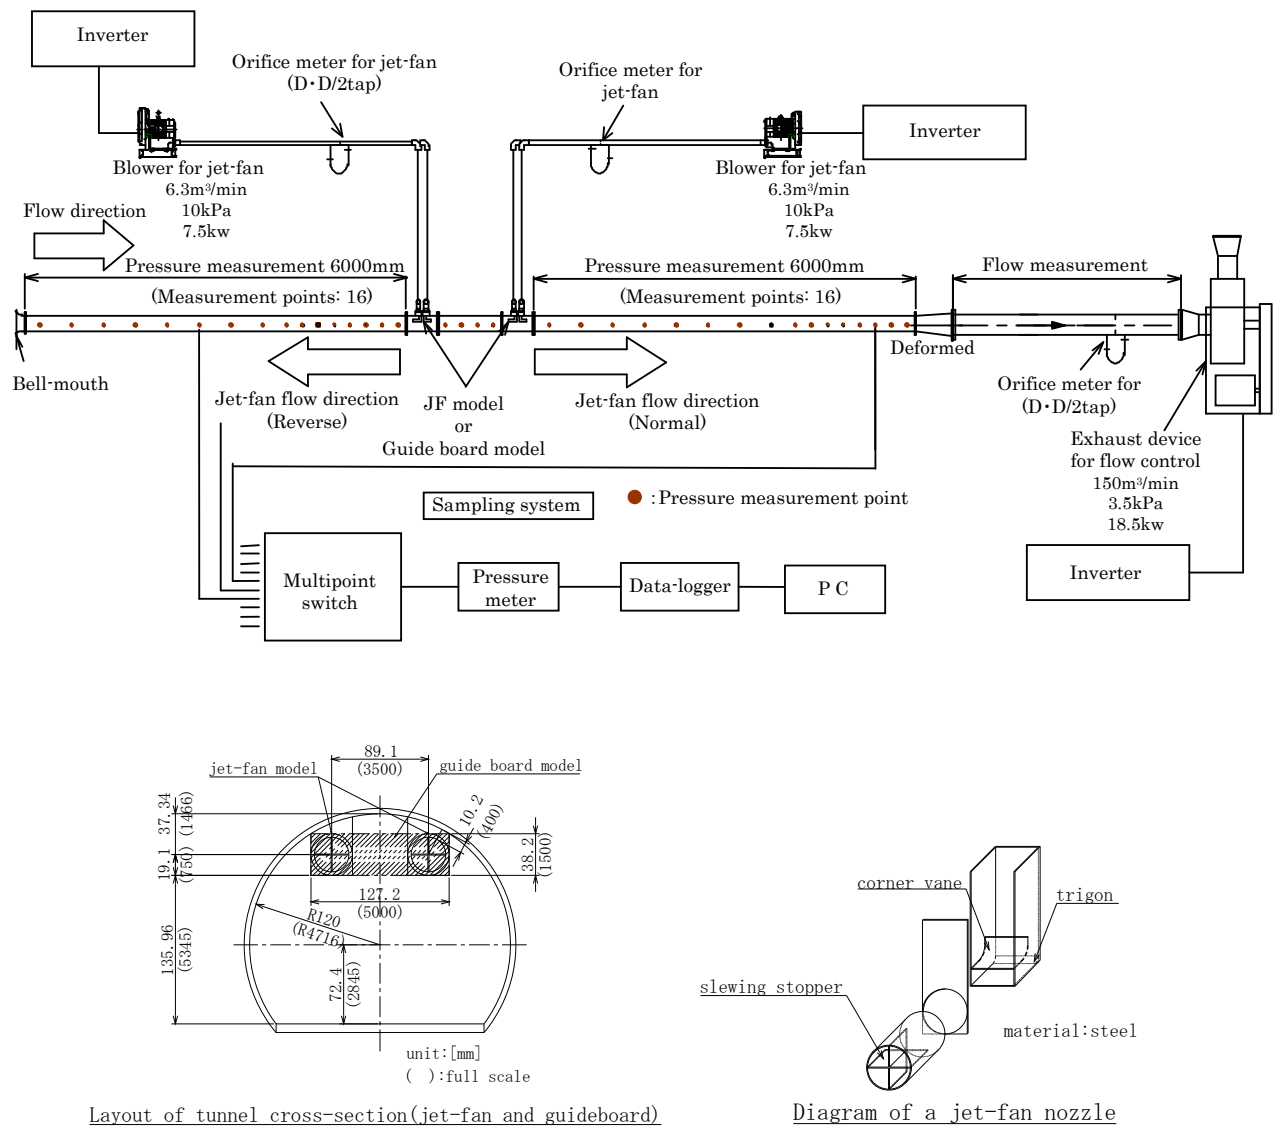 Inverter
Orifice meter for jet-fan
(D・D/2tap)
Orifice meter for
jet-fan
Inverter
Blower for jet-fan
6.3m³/min
10kPa
7.5kw
Blower for jet-fan
6.3m³/min
10kPa
7.5kw
Flow direction
Pressure measurement 6000mm
(Measurement points: 16)
Pressure measurement 6000mm
(Measurement points: 16)
Flow measurement
Bell-mouth
Deformed
Jet-fan flow direction
(Reverse)
JF model
or
Guide board model
Jet-fan flow direction
(Normal)
Orifice meter for
(D・D/2tap)
Exhaust device
for flow control
150m³/min
3.5kPa
18.5kw
Sampling system
:Pressure measurement point
Multipoint
switch
Pressure
meter
Data-logger
P C
Inverter
89.1
(3500)
jet-fan model
guide board model
37.34
(1466)
19.1
(750)
10.2
(400)
38.2
(1500)
127.2
(5000)
R120
(R4716)
135.96
(5345)
72.4
(2845)
unit:[mm]
( ):full scale
Layout of tunnel cross-section(jet-fan and guideboard)
corner vane
trigon
slewing stopper
material:steel
Diagram of a jet-fan nozzle